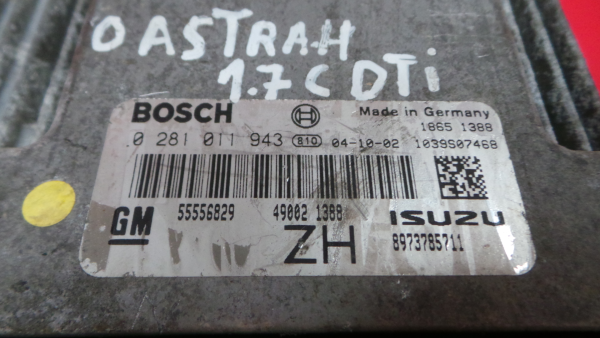 O ASTRA H
1.7 CDTi
BOSCH Made in Germany
1665 1388
0 281 011 943 810 04-10-02 1039S07468
GM 55556829 49002 1388 ISUZU
ZH 8973785711